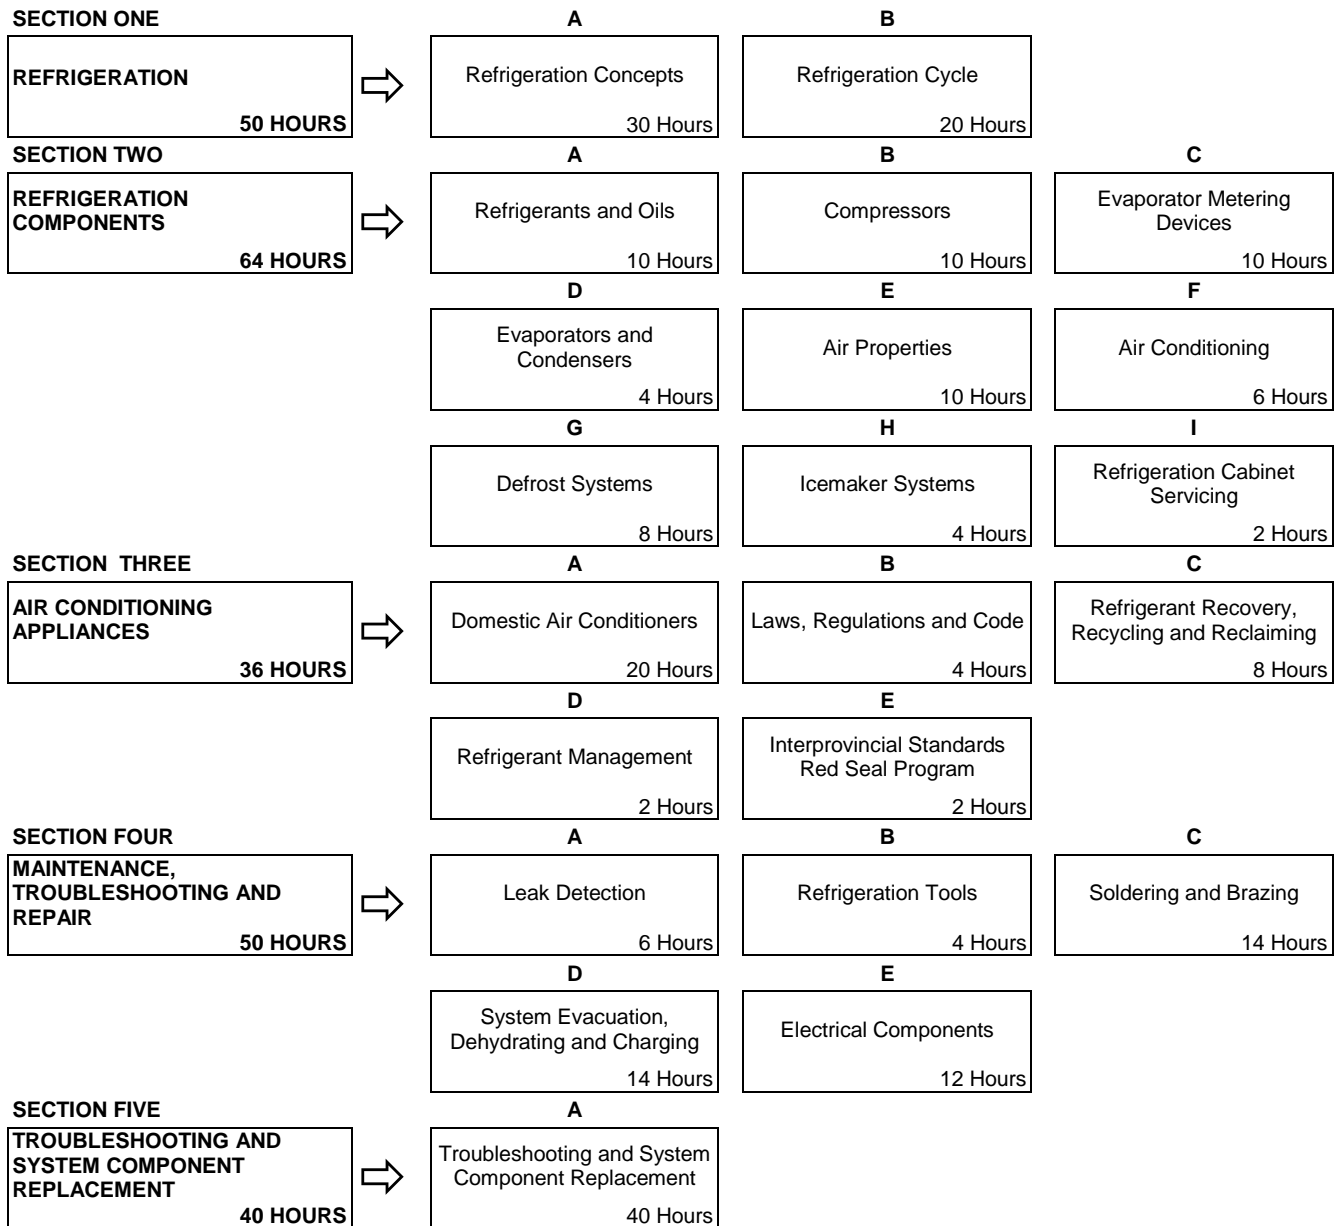 SECTION ONE
A
B
REFRIGERATION
50 HOURS
Refrigeration Concepts
30 Hours
Refrigeration Cycle
20 Hours
SECTION TWO
A
B
C
REFRIGERATION
COMPONENTS
64 HOURS
Refrigerants and Oils
10 Hours
Compressors
10 Hours
Evaporator Metering
Devices
10 Hours
D
E
F
Evaporators and
Condensers
4 Hours
Air Properties
10 Hours
Air Conditioning
6 Hours
G
H
I
Defrost Systems
8 Hours
Icemaker Systems
4 Hours
Refrigeration Cabinet
Servicing
2 Hours
SECTION THREE
A
B
C
AIR CONDITIONING
APPLIANCES
36 HOURS
Domestic Air Conditioners
20 Hours
Laws, Regulations and Code
4 Hours
Refrigerant Recovery,
Recycling and Reclaiming
8 Hours
D
E
Refrigerant Management
2 Hours
Interprovincial Standards
Red Seal Program
2 Hours
SECTION FOUR
A
B
C
MAINTENANCE,
TROUBLESHOOTING AND
REPAIR
50 HOURS
Leak Detection
6 Hours
Refrigeration Tools
4 Hours
Soldering and Brazing
14 Hours
D
E
System Evacuation,
Dehydrating and Charging
14 Hours
Electrical Components
12 Hours
SECTION FIVE
A
TROUBLESHOOTING AND
SYSTEM COMPONENT
REPLACEMENT
40 HOURS
Troubleshooting and System
Component Replacement
40 Hours